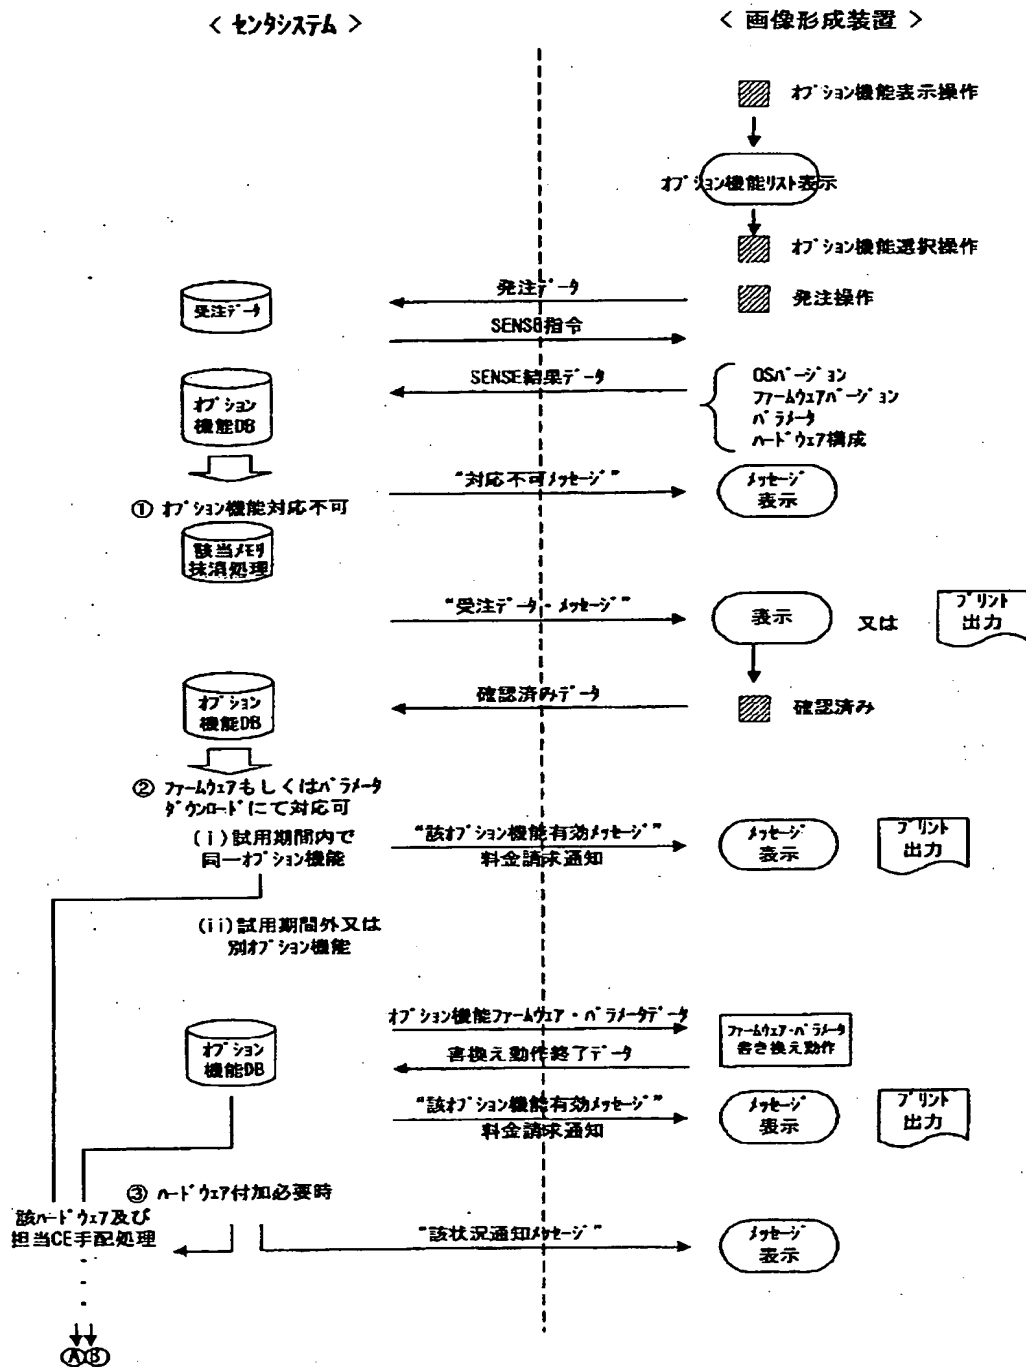 < センタシステム >
< 画像形成装置 >
オプション機能表示操作
オプション機能リスト表示
オプション機能選択操作
発注データ
発注操作
受注データ
SENSE指令
SENSE結果データ
OSバージョン
ファームウェアバージョン
パラメータ
ハードウェア構成
オプション
機能DB
"対応不可メッセージ"
メッセージ
表示
① オプション機能対応不可
該当メモリ
抹消処理
"受注データ・メッセージ"
表示
又は
プリント
出力
確認済みデータ
確認済み
オプション
機能DB
② ファームウェアもしくはパラメータ
ダウンロードにて対応可
(i)試用期間内で
同一オプション機能
"該オプション機能有効メッセージ"
料金請求通知
メッセージ
表示
プリント
出力
(ii)試用期間外又は
別オプション機能
オプション機能ファームウェア・パラメータデータ
ファームウェア・パラメータ
書き換え動作
書換え動作終了データ
オプション
機能DB
"該オプション機能有効メッセージ"
料金請求通知
メッセージ
表示
プリント
出力
③ ハードウェア付加必要時
該ハードウェア及び
担当CE手配処理
"該状況通知メッセージ"
メッセージ
表示
Ⓐ Ⓑ